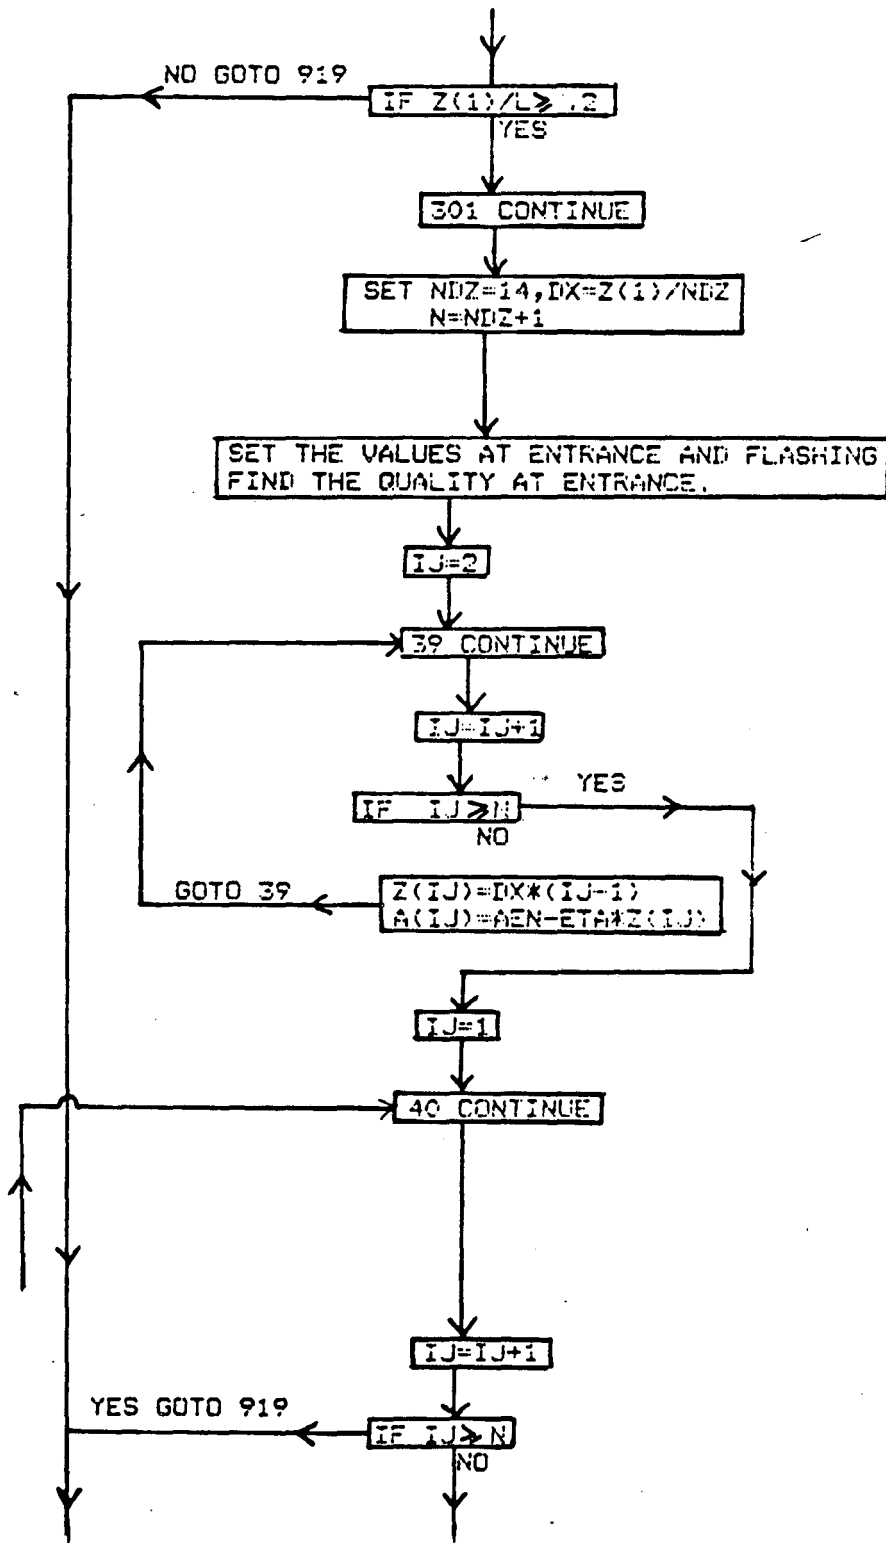 NO GOTO 919
IF Z(1)/L⩾ .2
YES
301 CONTINUE
SET NDZ=14,DX=Z(1)/NDZ
N=NDZ+1
SET THE VALUES AT ENTRANCE AND FLASHING
FIND THE QUALITY AT ENTRANCE.
IJ=2
39 CONTINUE
IJ=IJ+1
IF IJ⩾N
YES
NO
GOTO 39
Z(IJ)=DX*(IJ-1)
A(IJ)=AEN-ETA*Z(IJ)
IJ=1
40 CONTINUE
IJ=IJ+1
YES GOTO 919
IF IJ⩾N
NO